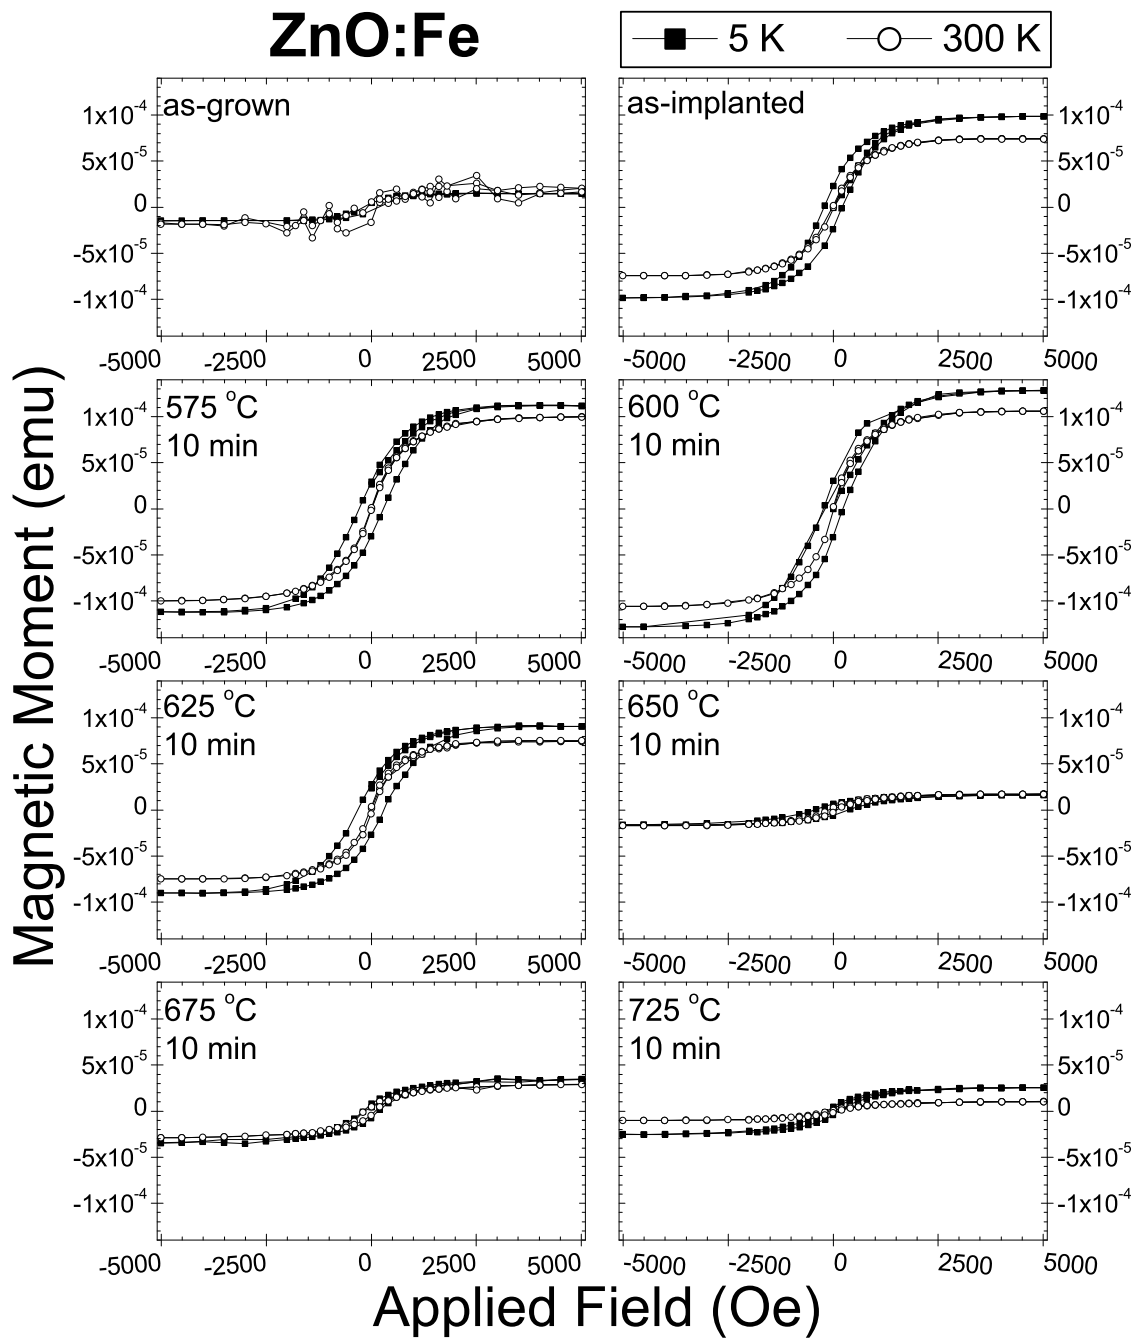 ZnO:Fe
5 K 300 K
as-grown
1x10⁻⁴
5x10⁻⁵
0
-5x10⁻⁵
-1x10⁻⁴
-5000 -2500 0 2500 5000
as-implanted
1x10⁻⁴
5x10⁻⁵
0
-5x10⁻⁵
-1x10⁻⁴
-5000 -2500 0 2500 5000
575 °C
10 min
1x10⁻⁴
5x10⁻⁵
0
-5x10⁻⁵
-1x10⁻⁴
-5000 -2500 0 2500 5000
600 °C
10 min
1x10⁻⁴
5x10⁻⁵
0
-5x10⁻⁵
-1x10⁻⁴
-5000 -2500 0 2500 5000
625 °C
10 min
1x10⁻⁴
5x10⁻⁵
0
-5x10⁻⁵
-1x10⁻⁴
-5000 -2500 0 2500 5000
650 °C
10 min
1x10⁻⁴
5x10⁻⁵
0
-5x10⁻⁵
-1x10⁻⁴
-5000 -2500 0 2500 5000
675 °C
10 min
1x10⁻⁴
5x10⁻⁵
0
-5x10⁻⁵
-1x10⁻⁴
-5000 -2500 0 2500 5000
725 °C
10 min
1x10⁻⁴
5x10⁻⁵
0
-5x10⁻⁵
-1x10⁻⁴
-5000 -2500 0 2500 5000
Magnetic Moment (emu)
Applied Field (Oe)